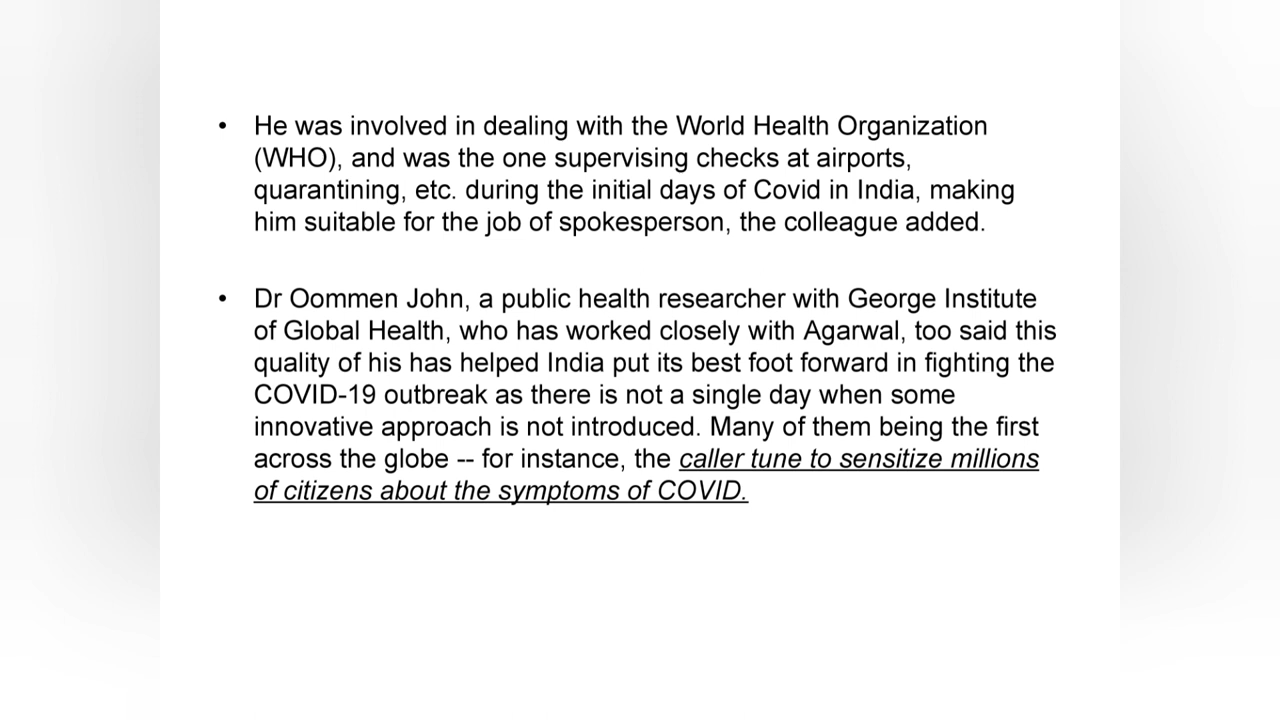 • He was involved in dealing with the World Health Organization
(WHO), and was the one supervising checks at airports,
quarantining, etc. during the initial days of Covid in India, making
him suitable for the job of spokesperson, the colleague added.
• Dr Oommen John, a public health researcher with George Institute
of Global Health, who has worked closely with Agarwal, too said this
quality of his has helped India put its best foot forward in fighting the
COVID-19 outbreak as there is not a single day when some
innovative approach is not introduced. Many of them being the first
across the globe -- for instance, the caller tune to sensitize millions
of citizens about the symptoms of COVID.